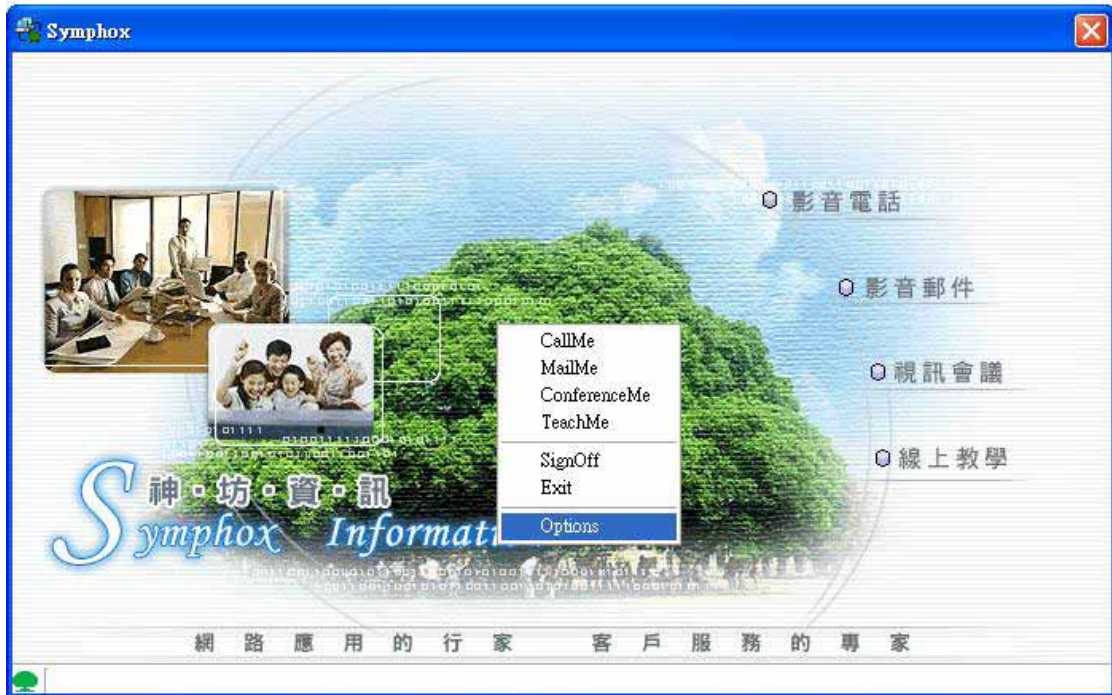 Symphox
影音電話
影音郵件
視訊會議
線上教學
CallMe
MailMe
ConferenceMe
TeachMe
SignOff
Exit
Options
神·坊·資·訊
Symphox Informati
網路應用的行家 客戶服務的專家